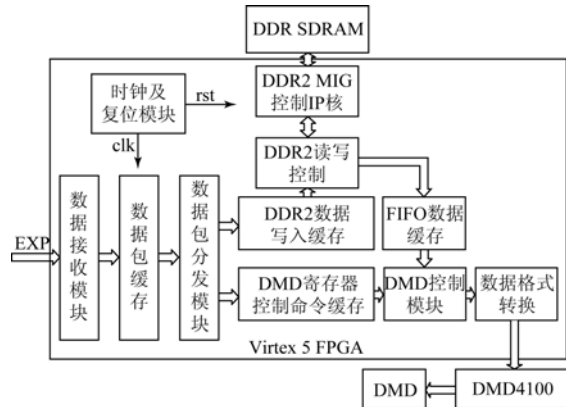 DDR SDRAM
DDR2 MIG
控制IP核
时钟及
复位模块
rst
clk
DDR2读写
控制
数据接收模块
数据包缓存
数据包分发模块
DDR2数据
写入缓存
FIFO数据
缓存
EXP
DMD寄存器
控制命令缓存
DMD控制
模块
数据格式
转换
Virtex 5 FPGA
DMD
DMD4100